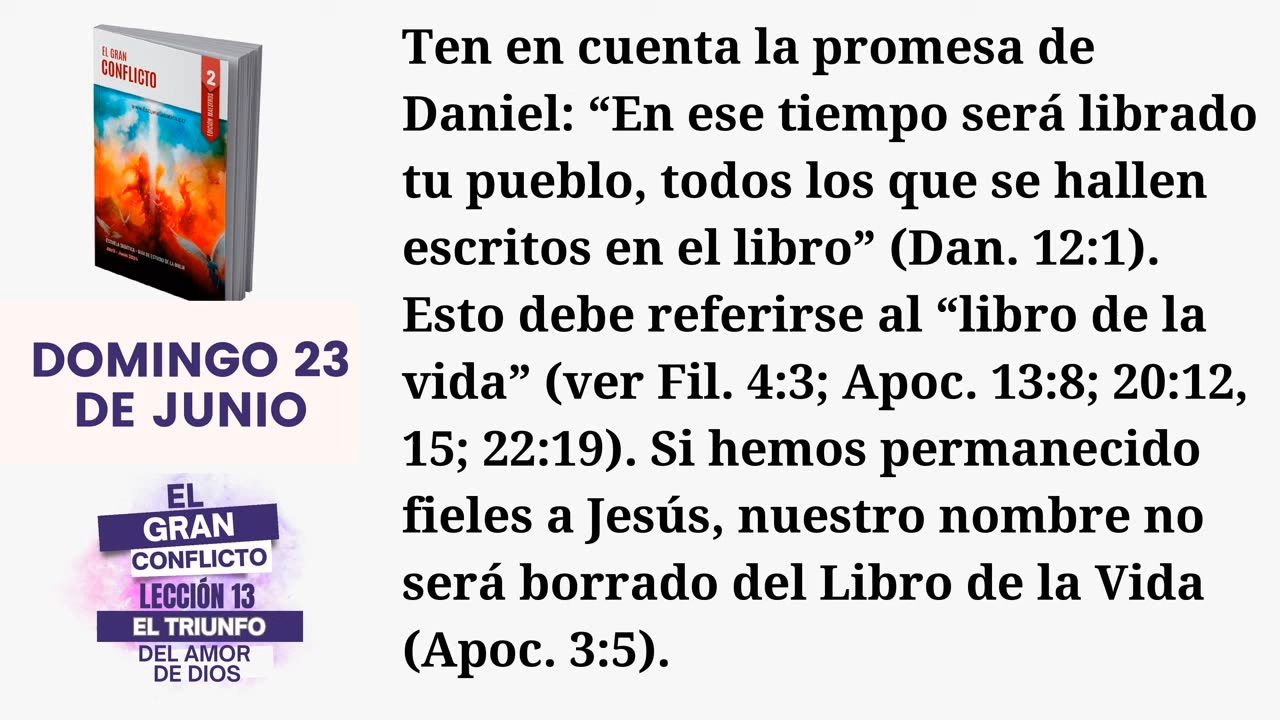 EL GRAN
CONFLICTO
2
Ten en cuenta la promesa de
Daniel: “En ese tiempo será librado
tu pueblo, todos los que se hallen
escritos en el libro” (Dan. 12:1).
Esto debe referirse al “libro de la
vida” (ver Fil. 4:3; Apoc. 13:8; 20:12,
15; 22:19). Si hemos permanecido
fieles a Jesús, nuestro nombre no
será borrado del Libro de la Vida
(Apoc. 3:5).
DOMINGO 23
DE JUNIO
EL
GRAN
CONFLICTO
LECCIÓN 13
EL TRIUNFO
DEL AMOR
DE DIOS